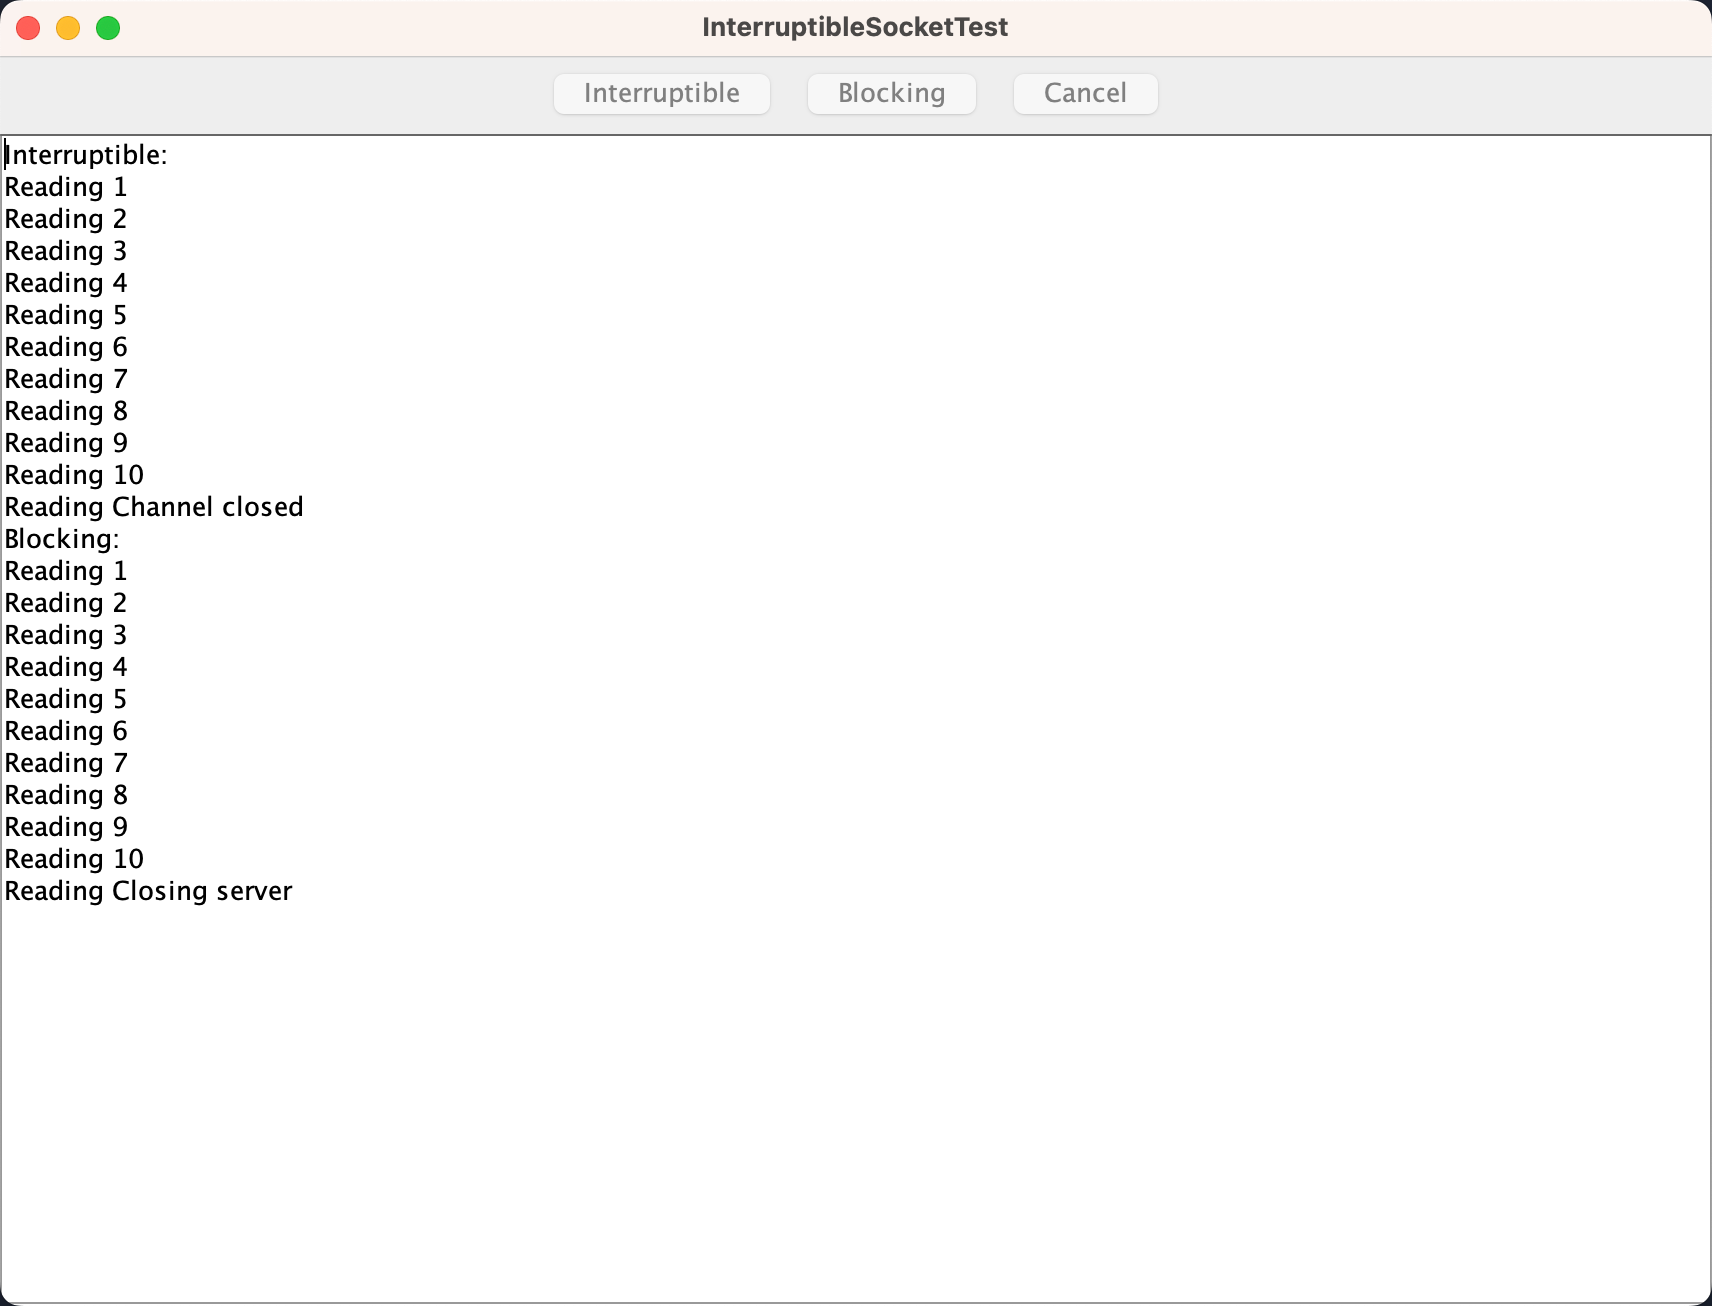 InterruptibleSocketTest
Interruptible Blocking Cancel
Interruptible:
Reading 1
Reading 2
Reading 3
Reading 4
Reading 5
Reading 6
Reading 7
Reading 8
Reading 9
Reading 10
Reading Channel closed
Blocking:
Reading 1
Reading 2
Reading 3
Reading 4
Reading 5
Reading 6
Reading 7
Reading 8
Reading 9
Reading 10
Reading Closing server